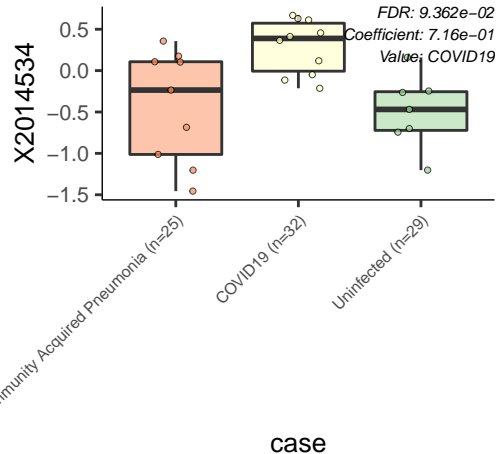 FDR: 9.362e-02
Coefficient: 7.16e-01
Value: COVID19
X2014534
0.5
0.0
−0.5
−1.0
−1.5
Acquired Pneumonia (n=25)
COVID19 (n=32)
Uninfected (n=29)
case